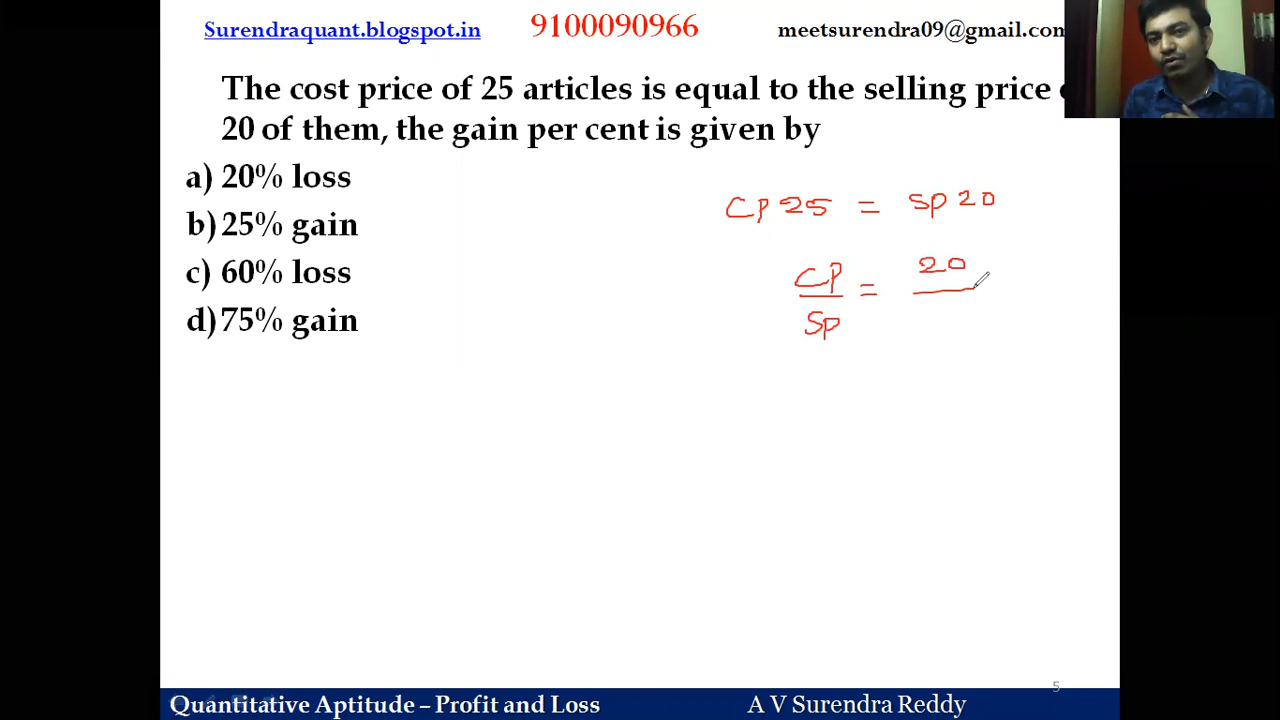 Surendraquant.blogspot.in 9100090966 meetsurendra09@gmail.com
The cost price of 25 articles is equal to the selling price
20 of them, the gain per cent is given by
a) 20% loss
b) 25% gain
c) 60% loss
d) 75% gain
CP 25 = SP 20
CP/SP = 20/
5
Quantitative Aptitude – Profit and Loss A V Surendra Reddy